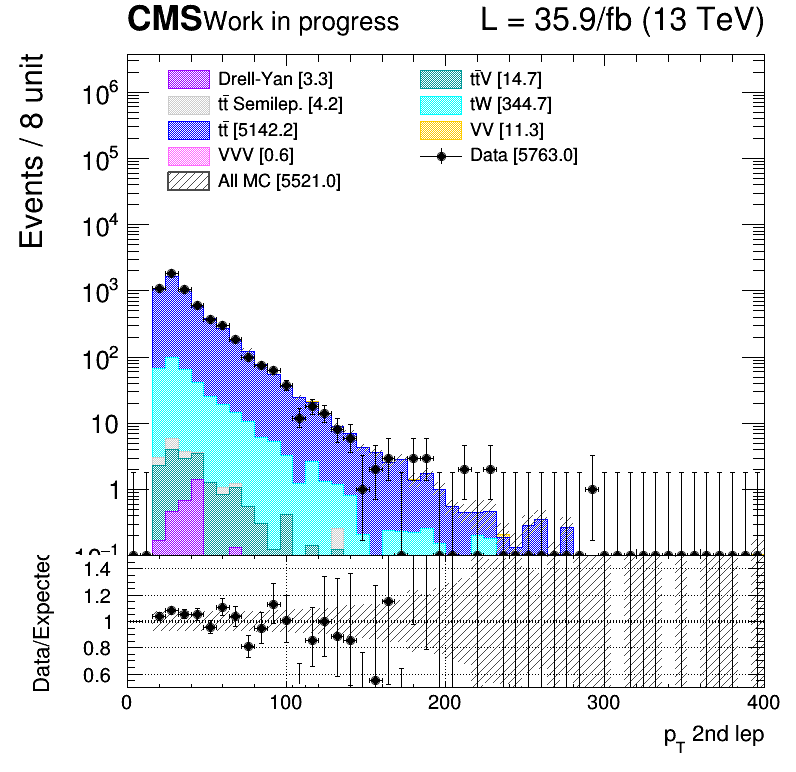 CMS Work in progress L = 35.9/fb (13 TeV)
Events / 8 unit
Drell-Yan [3.3]
tt̄ Semilep. [4.2]
tt̄ [5142.2]
VVV [0.6]
All MC [5521.0]
tt̄V [14.7]
tW [344.7]
VV [11.3]
Data [5763.0]
10⁶
10⁵
10⁴
10³
10²
10
1
10⁻¹
Data/Expected
1.4
1.2
1
0.8
0.6
0 100 200 300 400
p_T 2nd lep